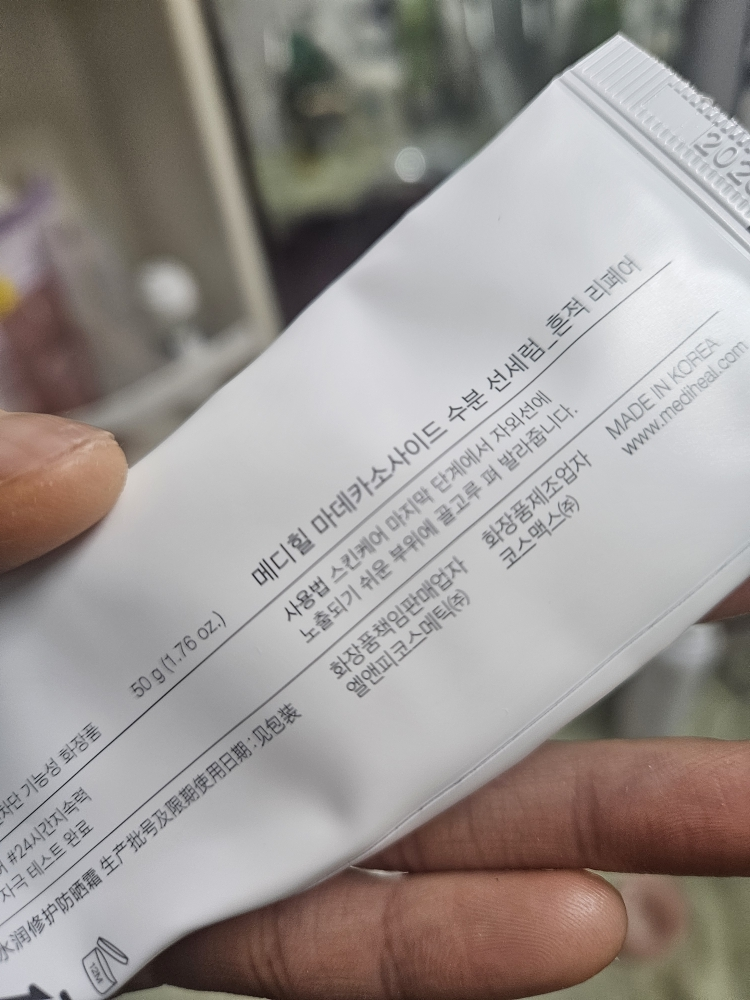 메디힐 마데카소사이드 수분 선세럼_흔적 리페어
50 g (1.76 oz.)
차단 기능성 화장품
사용법 스킨케어 마지막 단계에서 자외선에
노출되기 쉬운 부위에 골고루 펴 발라줍니다.
#24시간지속력
자극 테스트 완료
화장품책임판매업자
엘앤피코스메틱㈜
화장품제조업자
코스맥스㈜
MADE IN KOREA
www.mediheal.com
水润修护防晒霜 生产批号及限期使用日期 : 见包装
12M
202